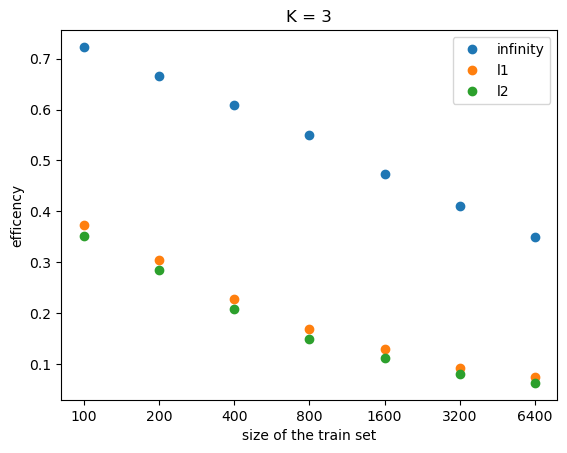 K = 3
infinity
l1
l2
efficency
0.7
0.6
0.5
0.4
0.3
0.2
0.1
100 200 400 800 1600 3200 6400
size of the train set